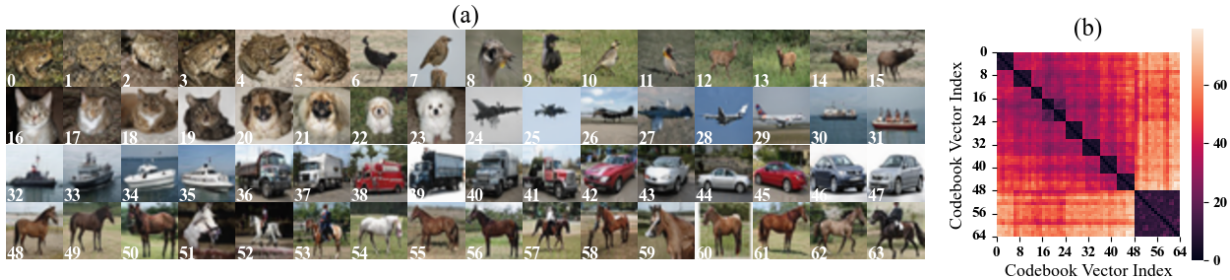 (a)
0 1 2 3 4 5 6 7 8 9 10 11 12 13 14 15
16 17 18 19 20 21 22 23 24 25 26 27 28 29 30 31
32 33 34 35 36 37 38 39 40 41 42 43 44 45 46 47
48 49 50 51 52 53 54 55 56 57 58 59 60 61 62 63
(b)
Codebook Vector Index
0
8
16
24
32
40
48
56
64
0 8 16 24 32 40 48 56 64
Codebook Vector Index
60
40
20
0